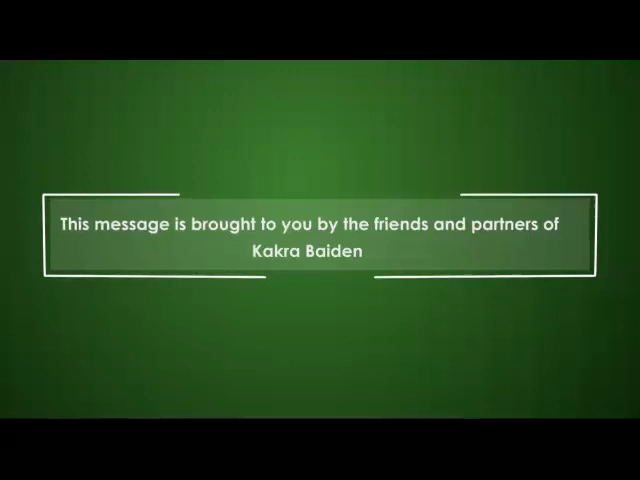 This message is brought to you by the friends and partners of
Kakra Baiden